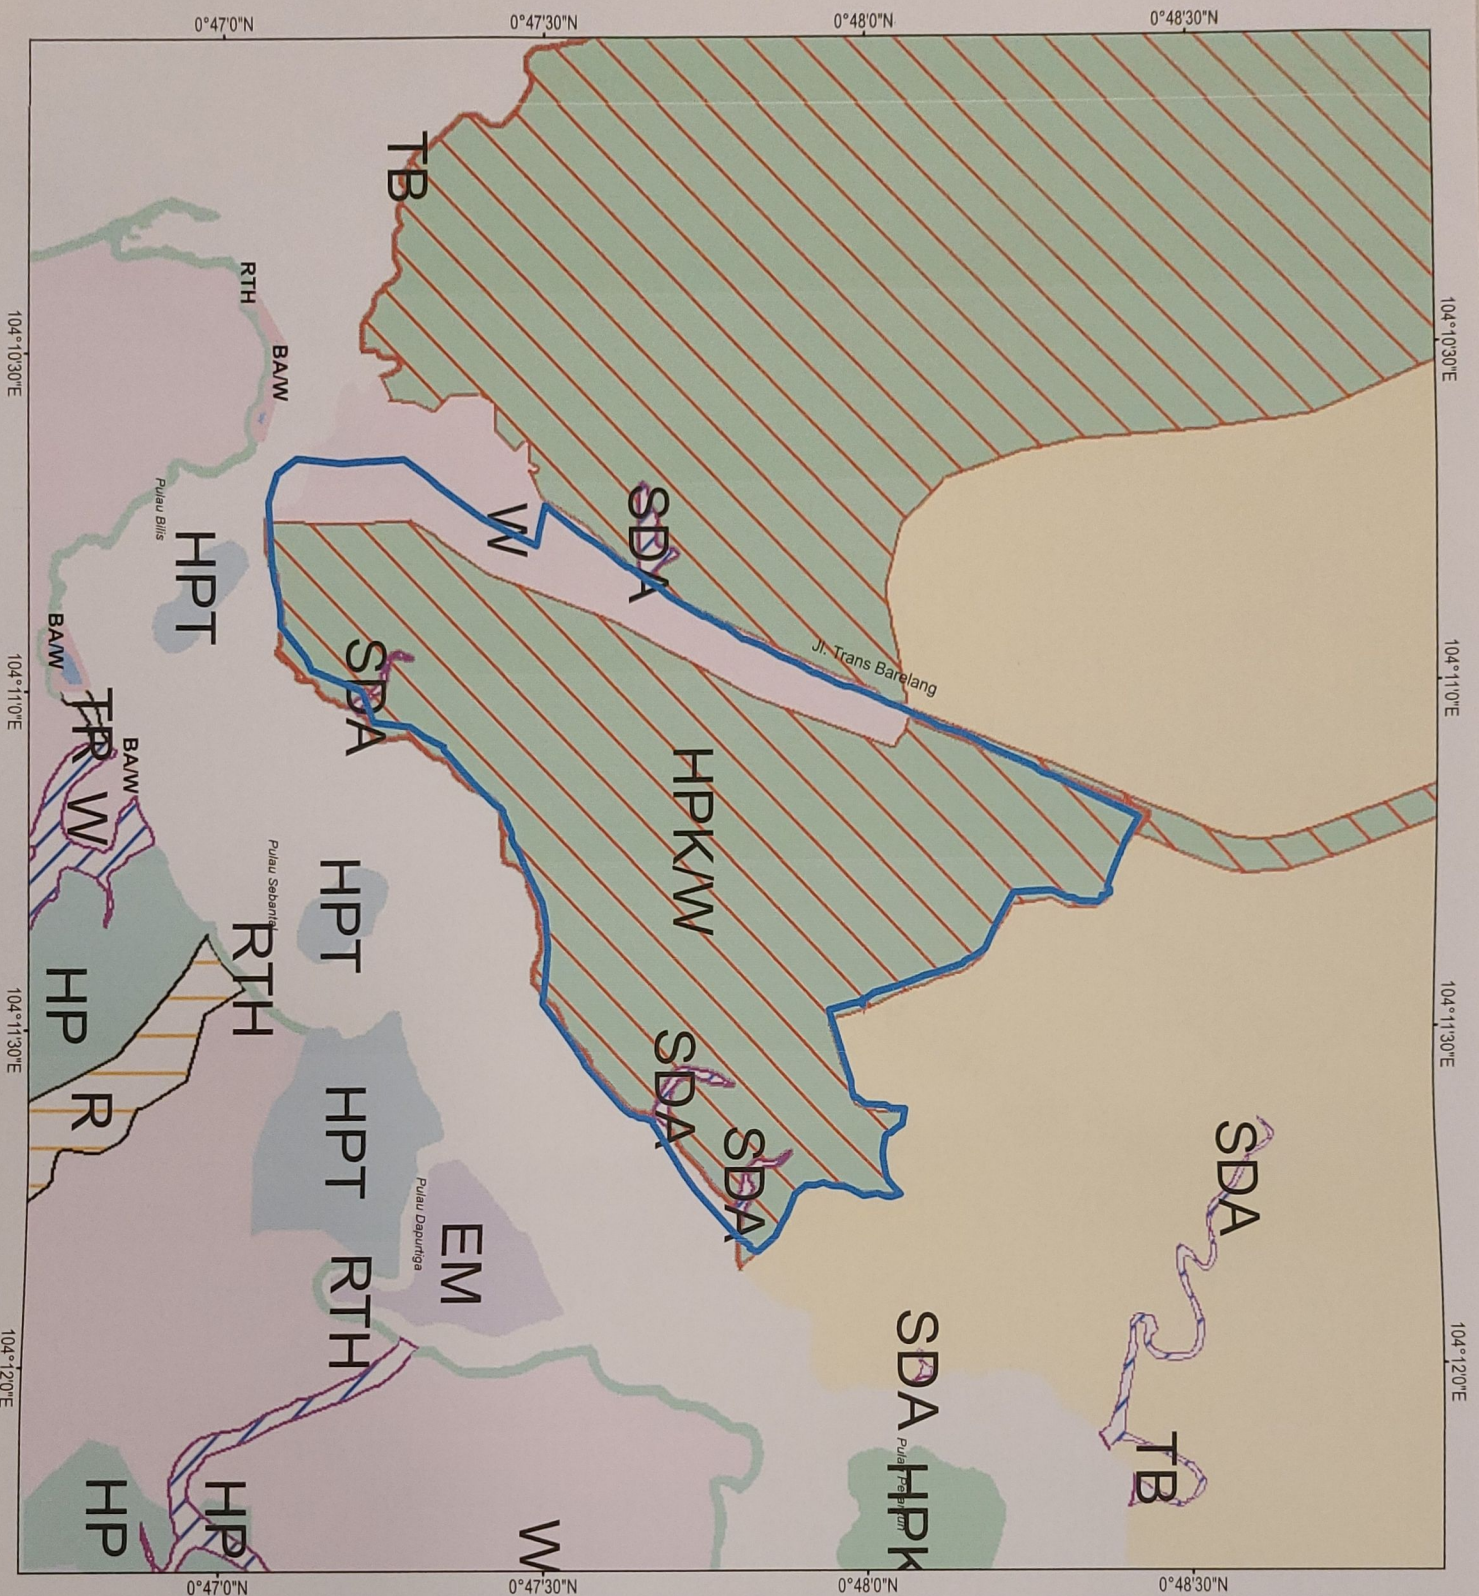 0°47'0"N
0°47'30"N
0°48'0"N
0°48'30"N
TB
RTH
104°10'30"E
104°10'30"E
BA/W
Pulau Bilis
HPT
W
SDA
BA/W
SDA
Jl. Trans Barelang
104°11'0"E
104°11'0"E
TR
BA/W
W
HPK/W
Pulau Sebantal
HPT
RTH
HP
104°11'30"E
104°11'30"E
R
HPT
SDA
SDA
SDA
Pulau Dapurtiga
EM
RTH
SDA
104°12'0"E
104°12'0"E
TB
Pulau
HPK
HP
HP
W
0°47'0"N
0°47'30"N
0°48'0"N
0°48'30"N